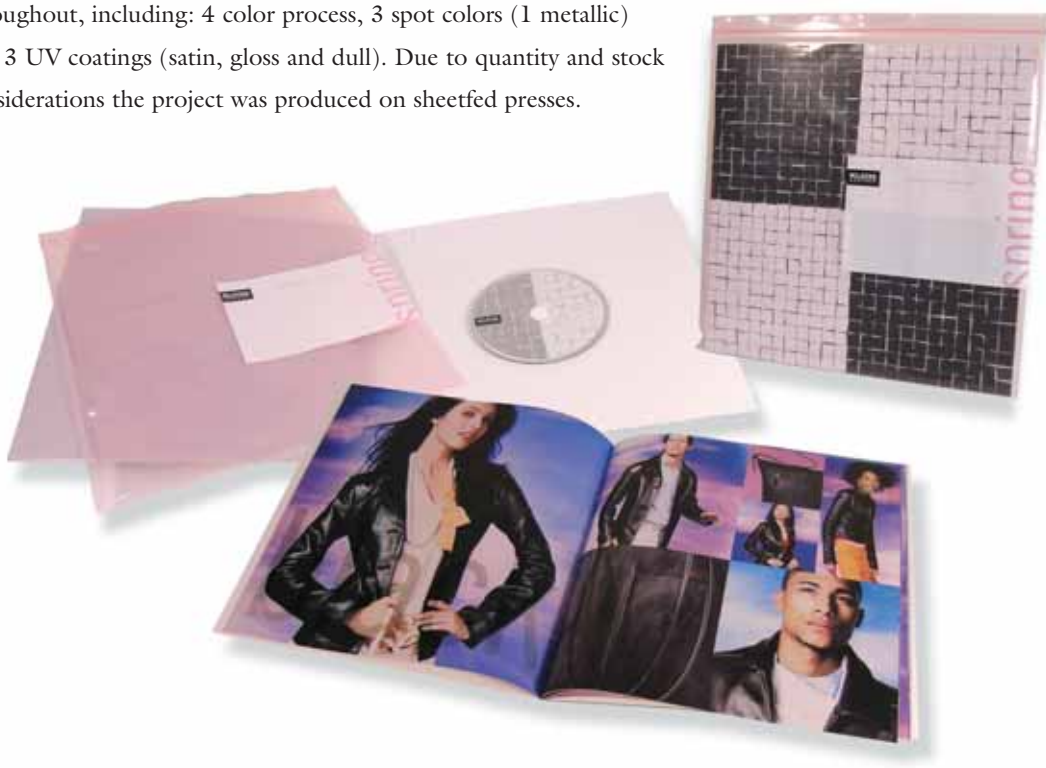 oughout, including: 4 color process, 3 spot colors (1 metallic)
3 UV coatings (satin, gloss and dull). Due to quantity and stock
siderations the project was produced on sheetfed presses.
Spring
Spring